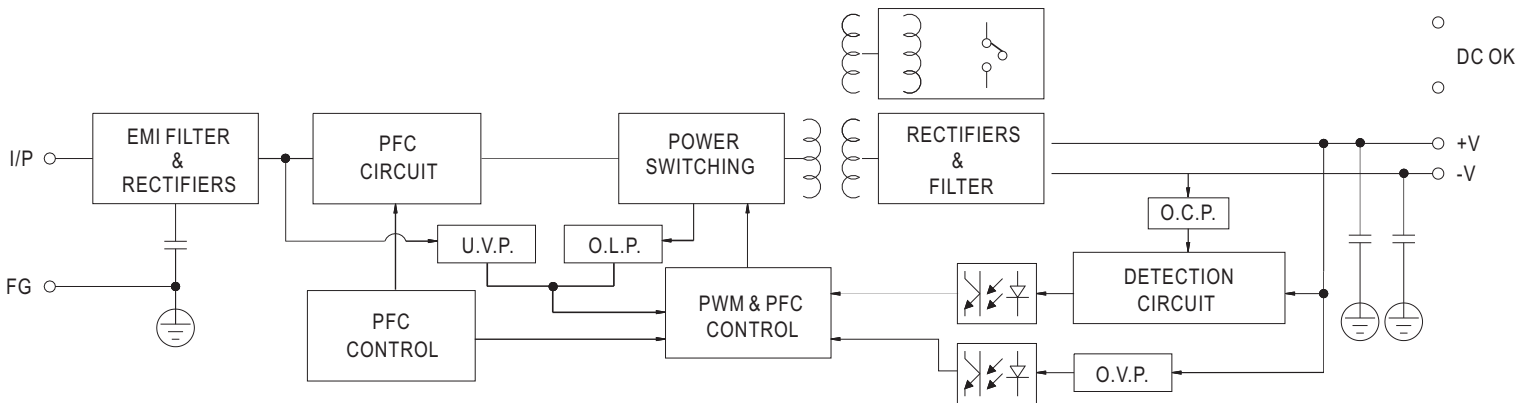 DC OK
I/P
EMI FILTER
&
RECTIFIERS
PFC
CIRCUIT
POWER
SWITCHING
RECTIFIERS
&
FILTER
+V
-V
O.C.P.
U.V.P.
O.L.P.
FG
PFC
CONTROL
PWM & PFC
CONTROL
DETECTION
CIRCUIT
O.V.P.